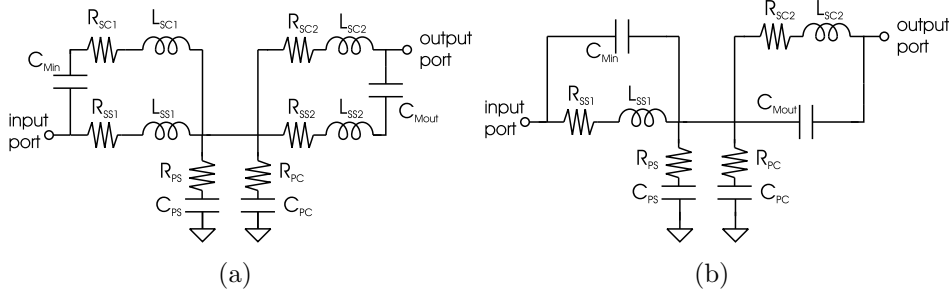 R_SC1 L_SC1 R_SC2 L_SC2
C_Min
output
port
R_SS1 L_SS1 R_SS2 L_SS2
C_Mout
input
port
R_PS R_PC
C_PS C_PC
(a)
R_SC2 L_SC2
output
port
C_Min
R_SS1 L_SS1
C_Mout
input
port
R_PS R_PC
C_PS C_PC
(b)